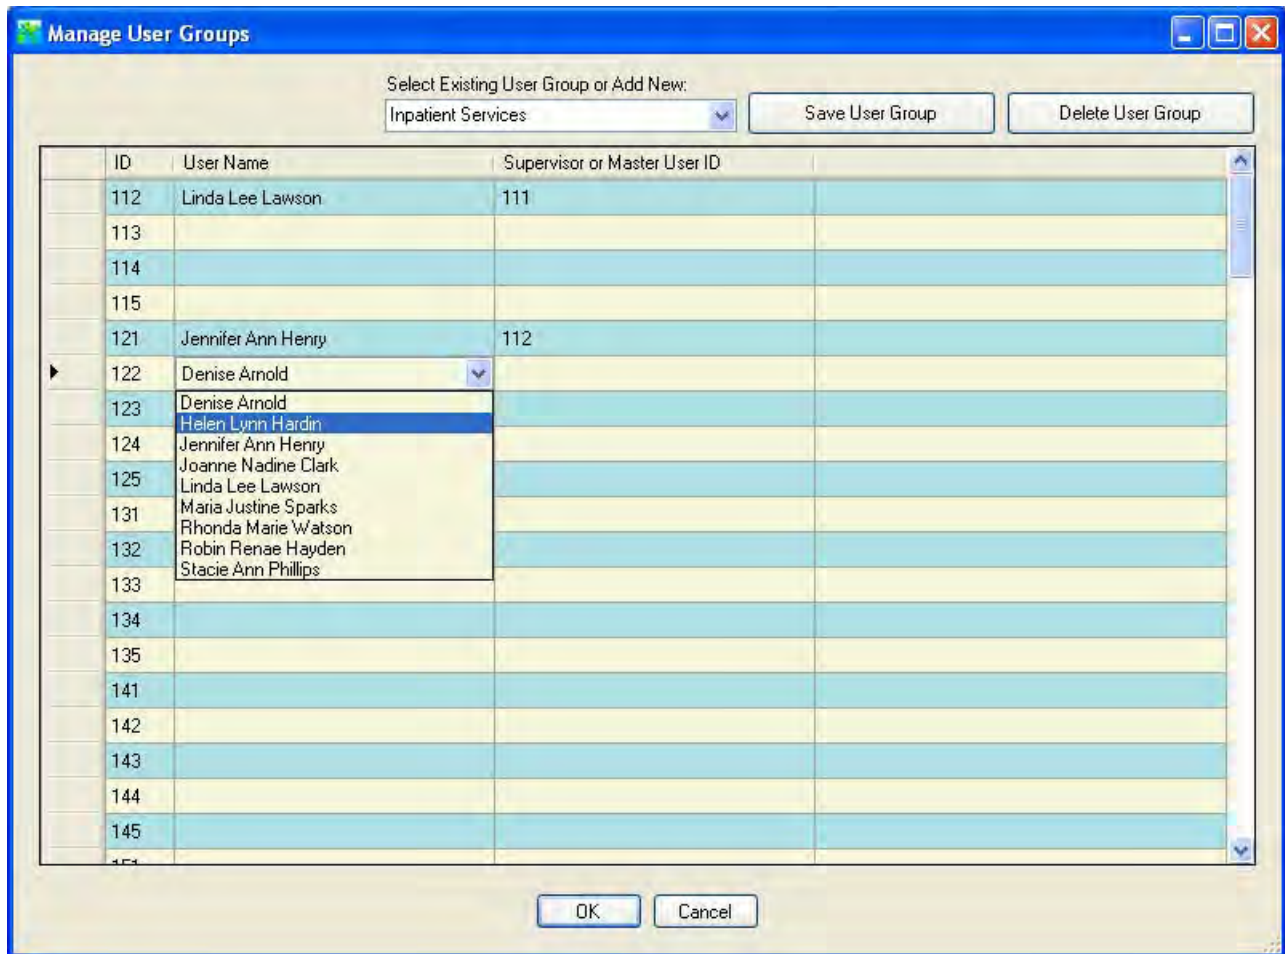 Manage User Groups
Select Existing User Group or Add New:
Inpatient Services Save User Group Delete User Group
ID User Name Supervisor or Master User ID
112 Linda Lee Lawson 111
113
114
115
121 Jennifer Ann Henry 112
122 Denise Arnold
123 Denise Arnold
Helen Lynn Hardin
124 Jennifer Ann Henry
Joanne Nadine Clark
125 Linda Lee Lawson
131 Maria Justine Sparks
Rhonda Marie Watson
132 Robin Renae Hayden
Stacie Ann Phillips
133
134
135
141
142
143
144
145
OK Cancel